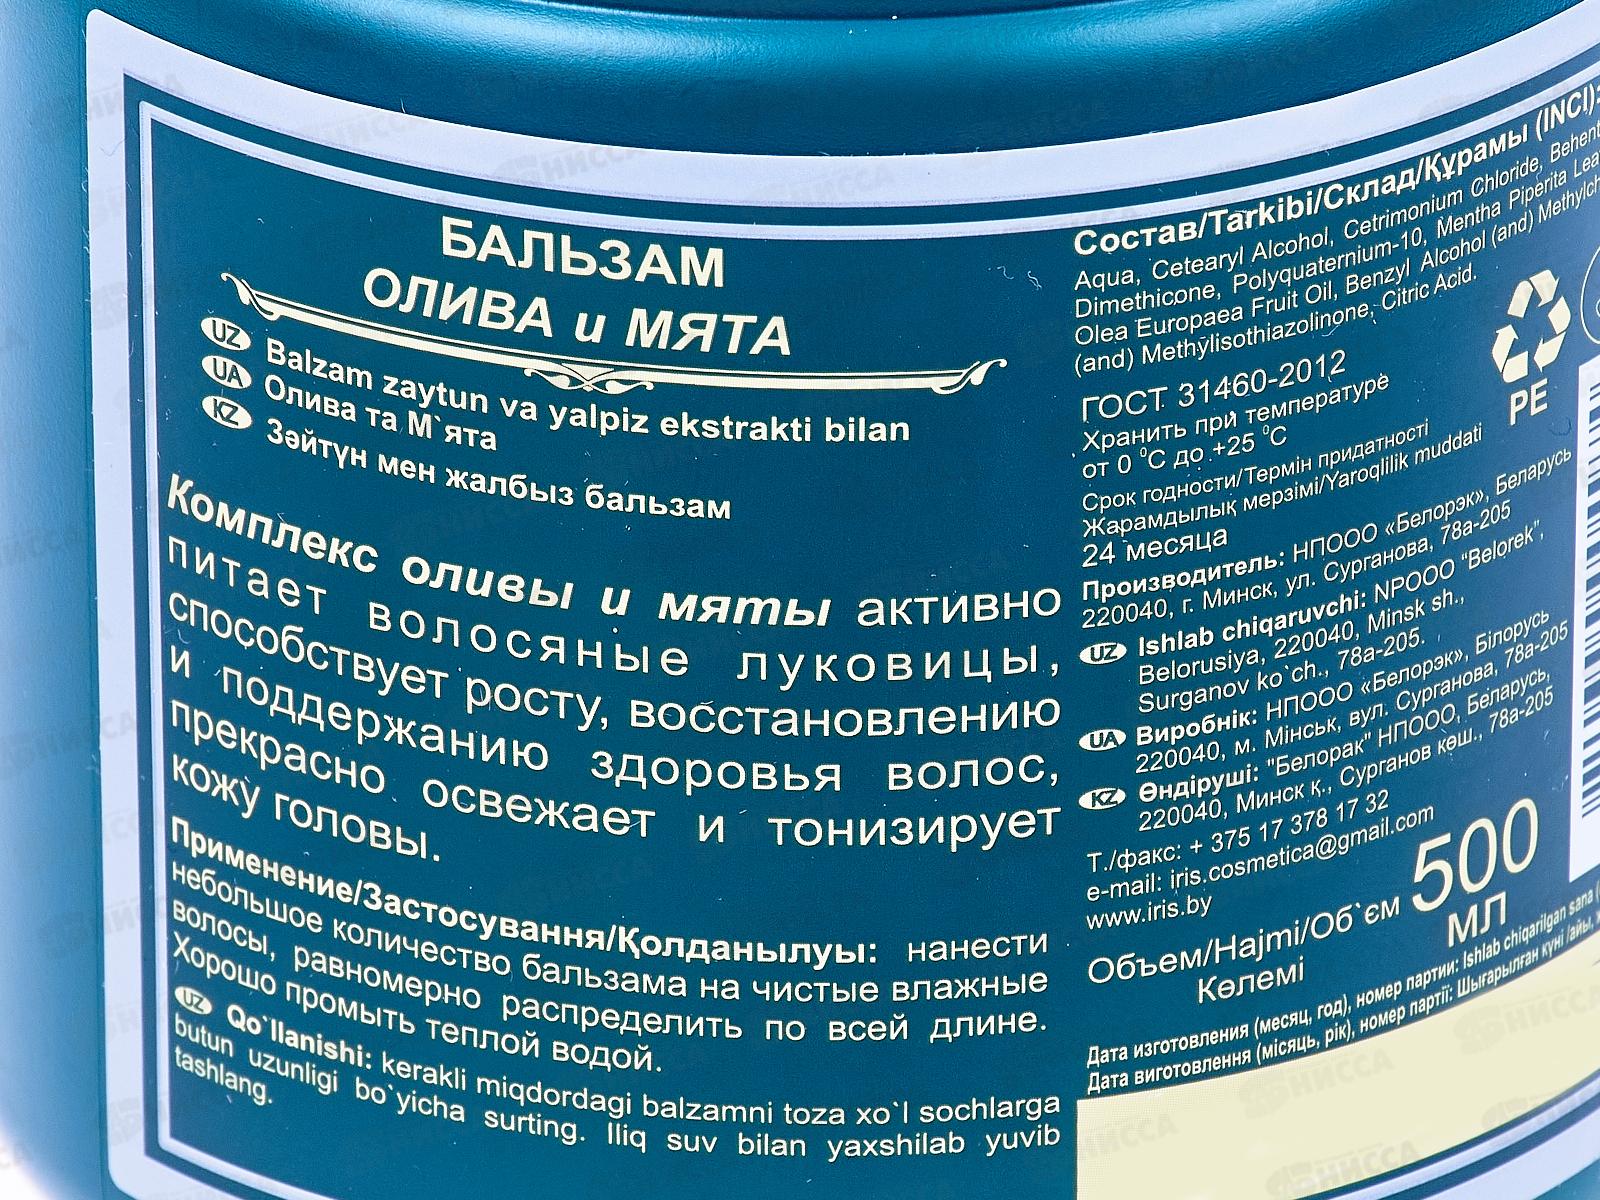 БАЛЬЗАМ
ОЛИВА и МЯТА
UZ Balzam zaytun va yalpiz ekstrakti bilan
UA Олива та М`ята
KZ Зәйтүн мен жалбыз бальзам
Комплекс оливы и мяты активно
питает волосяные луковицы,
способствует росту, восстановлению
и поддержанию здоровья волос,
прекрасно освежает и тонизирует
кожу головы.
Применение/Застосування/Қолданылуы: нанести
небольшое количество бальзама на чистые влажные
волосы, равномерно распределить по всей длине.
Хорошо промыть теплой водой.
UZ Qo`llanishi: kerakli miqdordagi balzamni toza xo`l sochlarga
butun uzunligi bo`yicha surting. Iliq suv bilan yaxshilab yuvib
tashlang.
Состав/Tarkibi/Склад/Құрамы (INCI):
Aqua, Cetearyl Alcohol, Cetrimonium Chloride,
Dimethicone, Polyquaternium-10, Mentha Piperita
Olea Europaea Fruit Oil, Benzyl Alcohol (and)
(and) Methylisothiazolinone, Citric Acid.
ГОСТ 31460-2012
Хранить при температуре
от 0 °C до +25 °C
Срок годности/Термін придатності
Жарамдылық мерзімі/Yaroqlilik muddati
24 месяца
PE
Производитель: НПООО «Белорэк», Беларусь
220040, г. Минск, ул. Сурганова, 78а-205
UZ Ishlab chiqaruvchi: NPOOO "Belorek",
Belorusiya, 220040, Minsk sh.,
Surganov ko`ch., 78a-205.
UA Виробнік: НПООО «Белорэк», Білорусь
220040, м. Мінськ, вул. Сурганова, 78а-205
KZ Өндіруші: "Белорак" НПООО, Беларусь,
220040, Минск қ., Сурганов көш., 78а-205
Т./факс: + 375 17 378 17 32
e-mail: iris.cosmetica@gmail.com
www.iris.by
Объем/Hajmi/Об`єм
Көлемі
500
МЛ
Дата изготовления (месяц, год), номер партии: Ishlab chiqarilgan sana
Дата виготовлення (місяць, рік), номер партії: Шығарылған күні /айы,